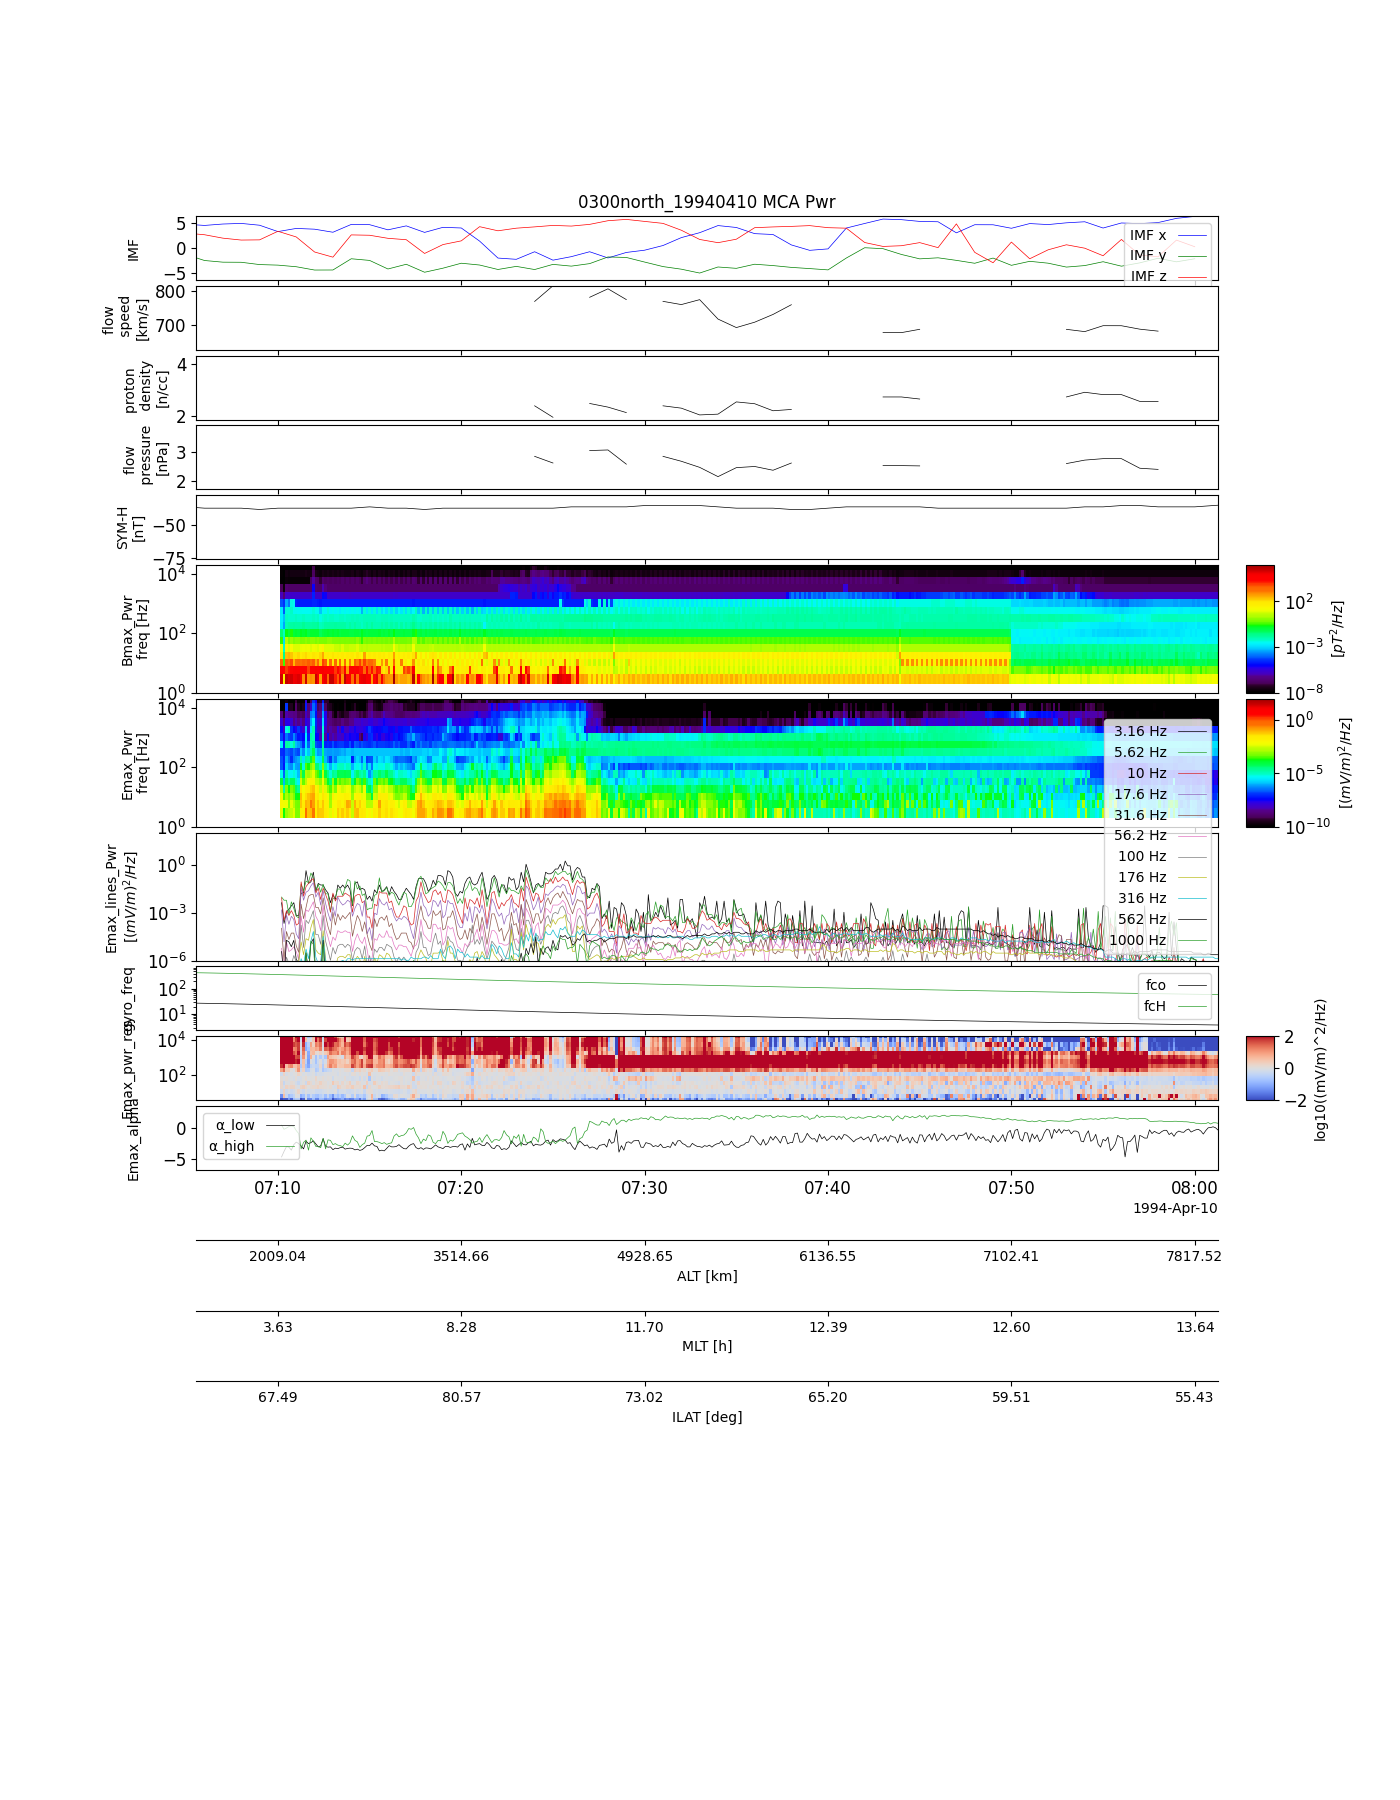 0300north_19940410 MCA Pwr
5
0
−5
IMF
IMF x
IMF y
IMF z
800
700
flow
speed
[km/s]
4
2
proton
density
[n/cc]
3
2
flow
pressure
[nPa]
−50
−75
SYM-H
[nT]
10^4
10^2
10^0
Bmax_Pwr
freq [Hz]
10^2
10^−3
10^−8
[pT^2/Hz]
10^4
10^2
10^0
Emax_Pwr
freq [Hz]
10^0
10^−5
10^−10
[(mV/m)^2/Hz]
3.16 Hz
5.62 Hz
10 Hz
17.6 Hz
31.6 Hz
56.2 Hz
100 Hz
176 Hz
316 Hz
562 Hz
1000 Hz
10^0
10^−3
10^−6
Emax_lines_Pwr
[(mV/m)^2/Hz]
10^2
10^1
gyro_freq
fco
fcH
10^4
10^2
Emax_pwr_reg
2
0
−2
log10((mV/m)^2/Hz)
0
−5
Emax_alpha
α_low
α_high
07:10 07:20 07:30 07:40 07:50 08:00
1994-Apr-10
2009.04 3514.66 4928.65 6136.55 7102.41 7817.52
ALT [km]
3.63 8.28 11.70 12.39 12.60 13.64
MLT [h]
67.49 80.57 73.02 65.20 59.51 55.43
ILAT [deg]